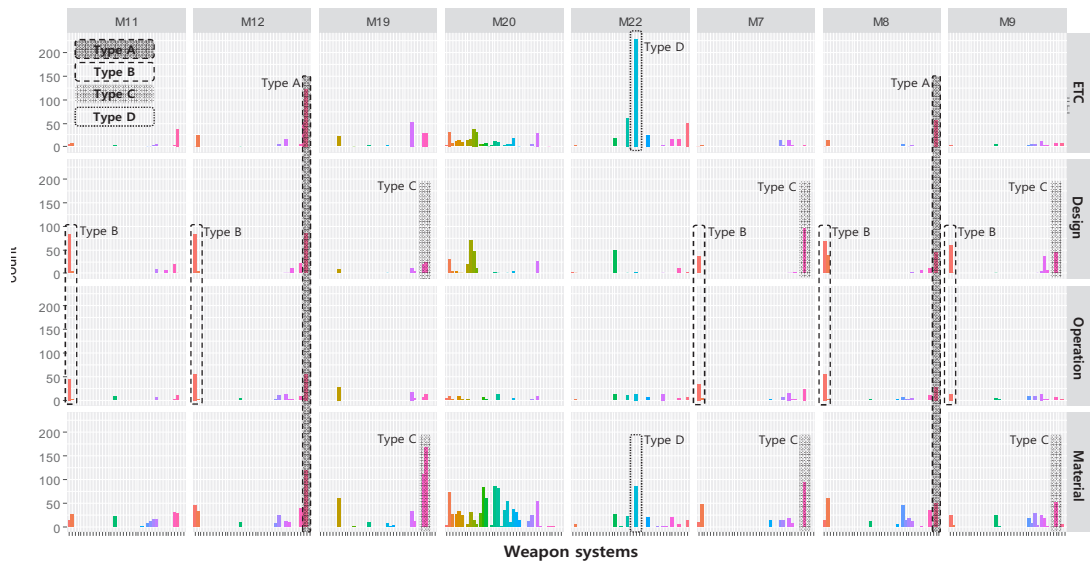 M11 M12 M19 M20 M22 M7 M8 M9
200
150
100
50
0
Type A
Type B
Type C
Type D
Type A
Type D
Type A
ETC
200
150
100
50
0
Type B
Type B
Type C
Type B
Type C
Type B
Type B
Type C
Design
count
200
150
100
50
0
Operation
200
150
100
50
0
Type C
Type D
Type C
Type C
Material
Weapon systems